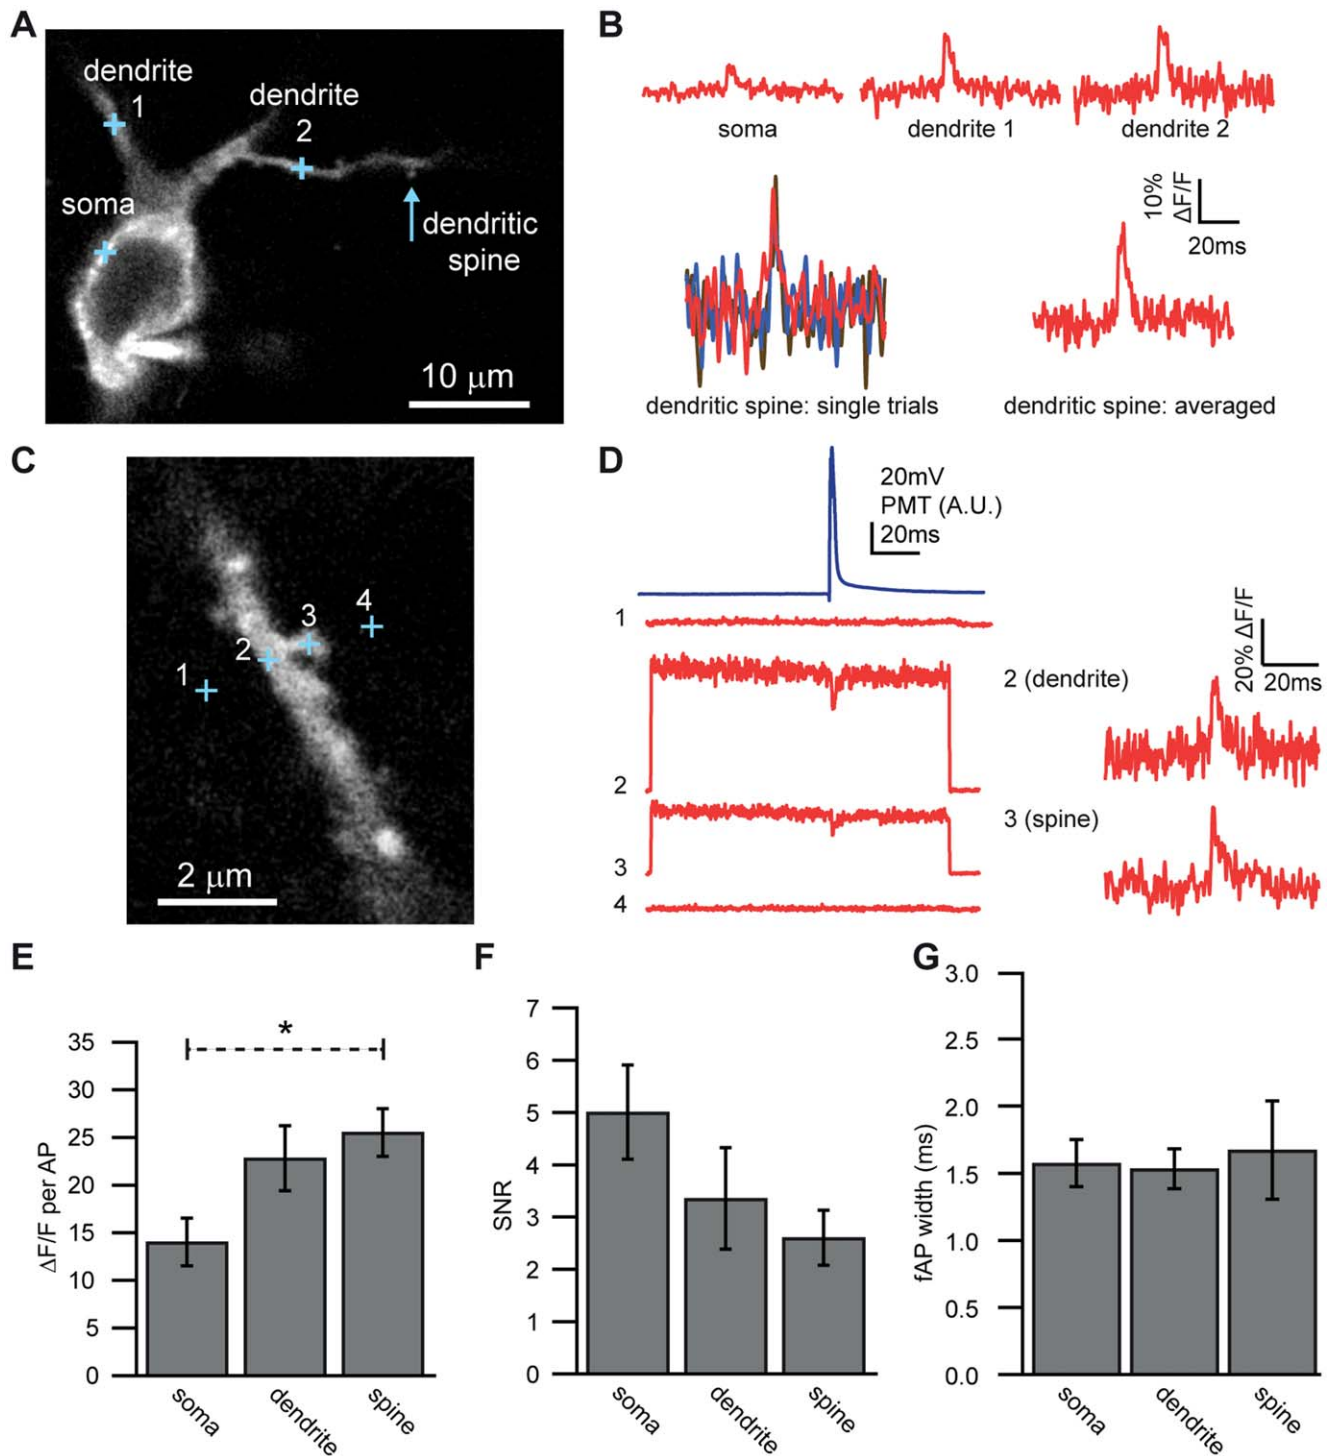 A
dendrite
1
dendrite
2
soma
dendritic
spine
10 μm
B
soma
dendrite 1
dendrite 2
10%
ΔF/F
20ms
dendritic spine: single trials
dendritic spine: averaged
C
1
2
3
4
2 μm
D
20mV
PMT (A.U.)
20ms
1
2
3
4
2 (dendrite)
3 (spine)
20% ΔF/F
20ms
E
ΔF/F per AP
35
30
25
20
15
10
5
0
*
soma
dendrite
spine
F
SNR
7
6
5
4
3
2
1
0
soma
dendrite
spine
G
fAP width (ms)
3.0
2.5
2.0
1.5
1.0
0.5
0.0
soma
dendrite
spine